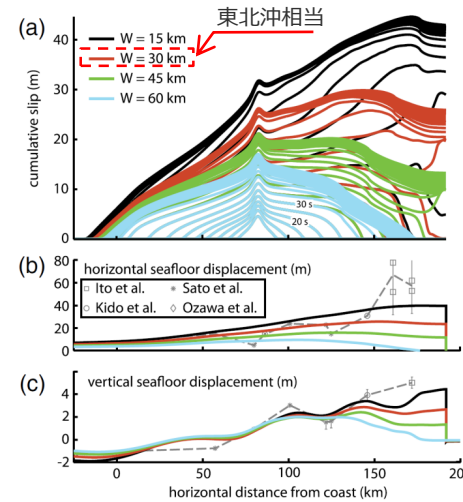 (a)
東北沖相当
W = 15 km
W = 30 km
W = 45 km
W = 60 km
cumulative slip (m)
40
30
20
10
0
30 s
20 s
(b)
horizontal seafloor displacement (m)
80
60
40
20
0
Ito et al.
Sato et al.
Kido et al.
Ozawa et al.
(c)
vertical seafloor displacement (m)
4
2
0
-2
0
50
100
150
200
horizontal distance from coast (km)